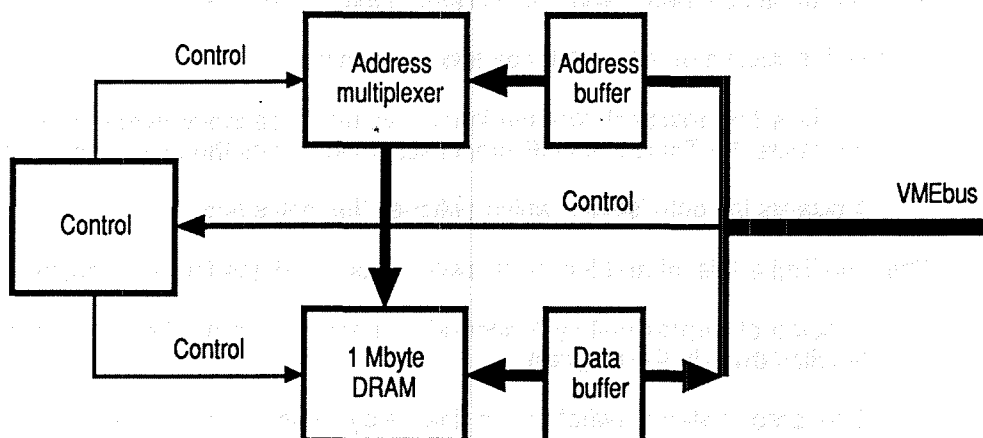 Control
Address
multiplexer
Address
buffer
Control
Control
VMEbus
Control
1 Mbyte
DRAM
Data
buffer